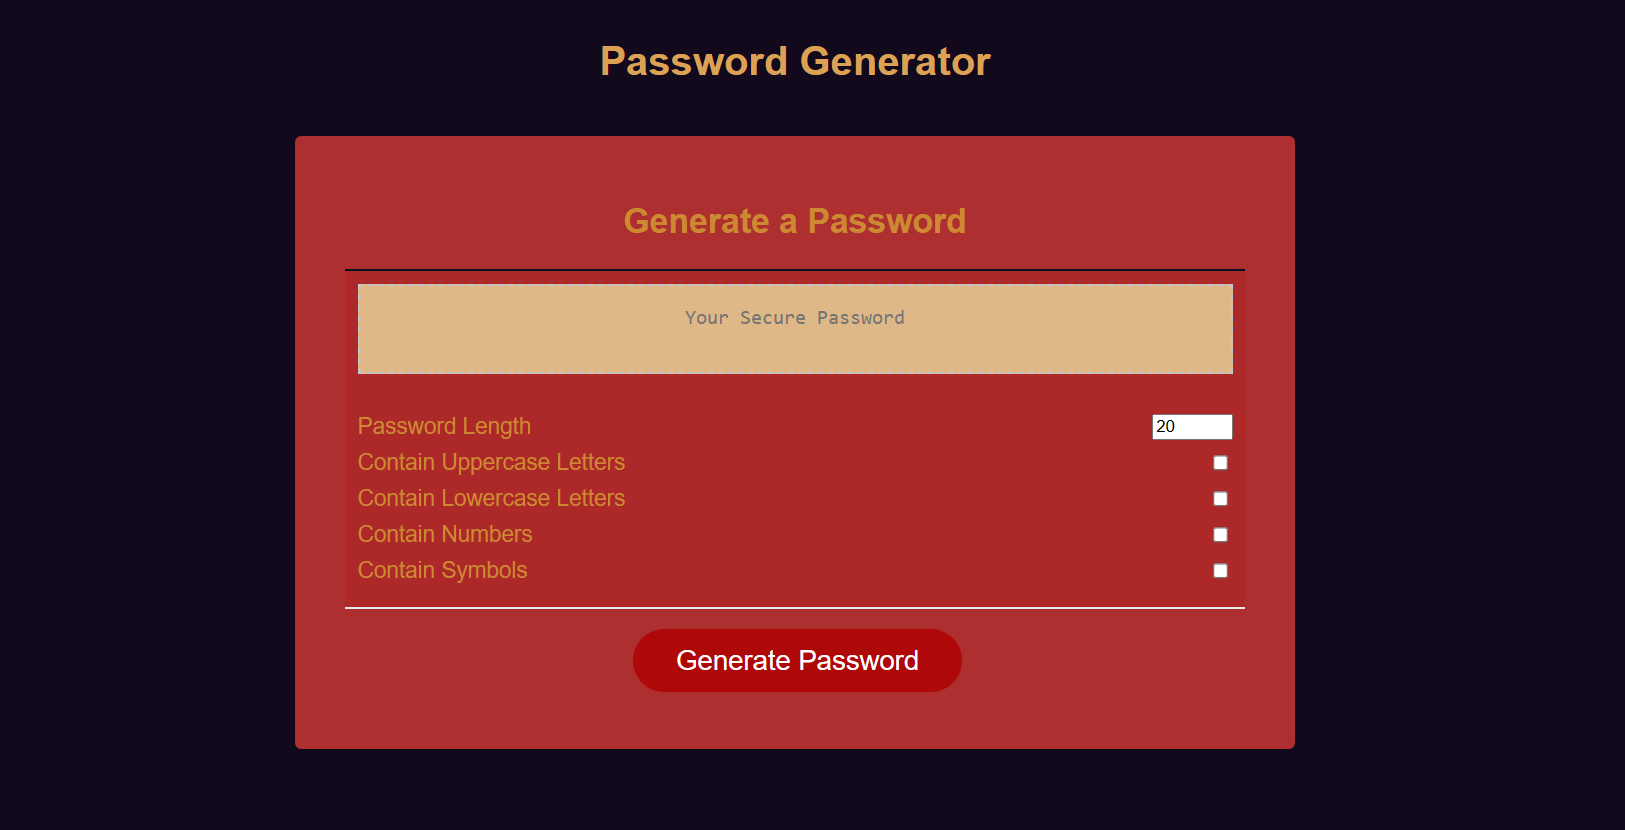 Password Generator
Generate a Password
Your Secure Password
Password Length
20
Contain Uppercase Letters
Contain Lowercase Letters
Contain Numbers
Contain Symbols
Generate Password